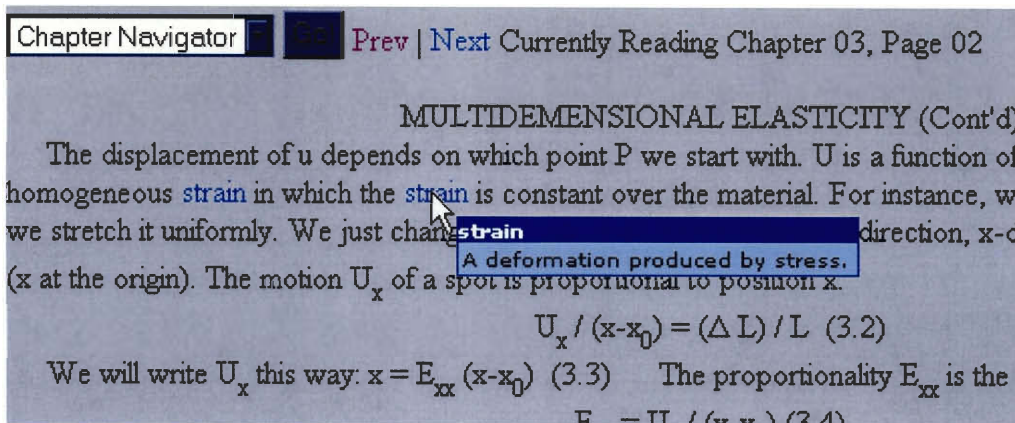 Chapter Navigator Go Prev | Next Currently Reading Chapter 03, Page 02
MULTIDEMENSIONAL ELASTICITY (Cont'd)
The displacement of u depends on which point P we start with. U is a function of
homogeneous strain in which the strain is constant over the material. For instance, w
we stretch it uniformly. We just chang direction, x-
strain
A deformation produced by stress.
(x at the origin). The motion Uₓ of a spot is proportional to position x.
Uₓ / (x-x₀) = (Δ L) / L (3.2)
We will write Uₓ this way: x = Eₓₓ (x-x₀) (3.3) The proportionality Eₓₓ is the
E = U / (x-x ) (3.4)